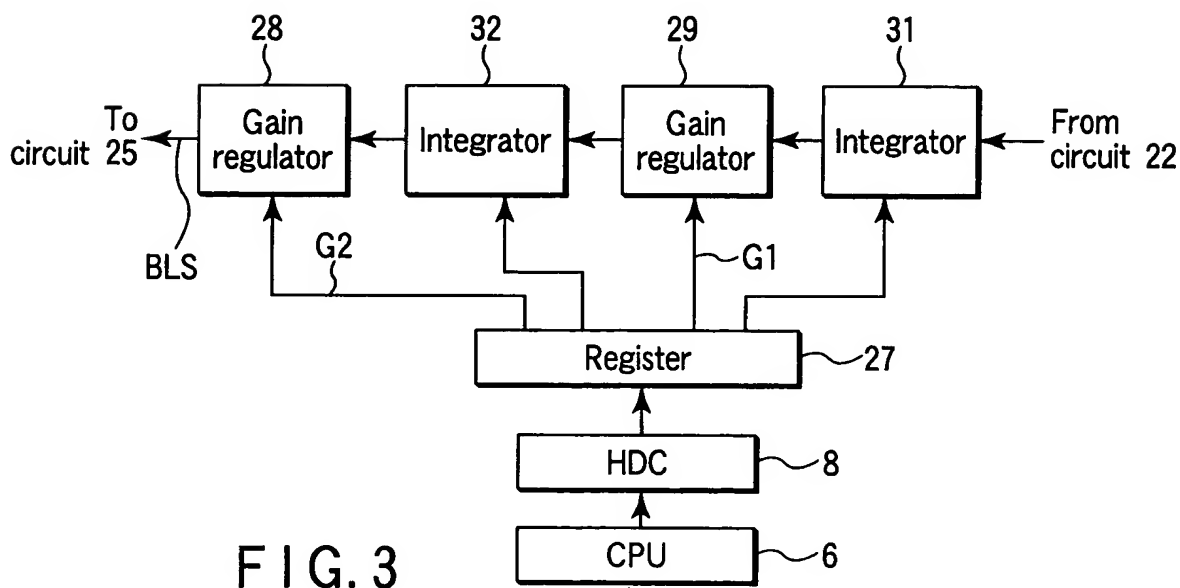 28
32
29
31
To
circuit 25
Gain
regulator
Integrator
Gain
regulator
Integrator
From
circuit 22
BLS
G2
G1
Register
27
HDC
8
CPU
6
FIG. 3